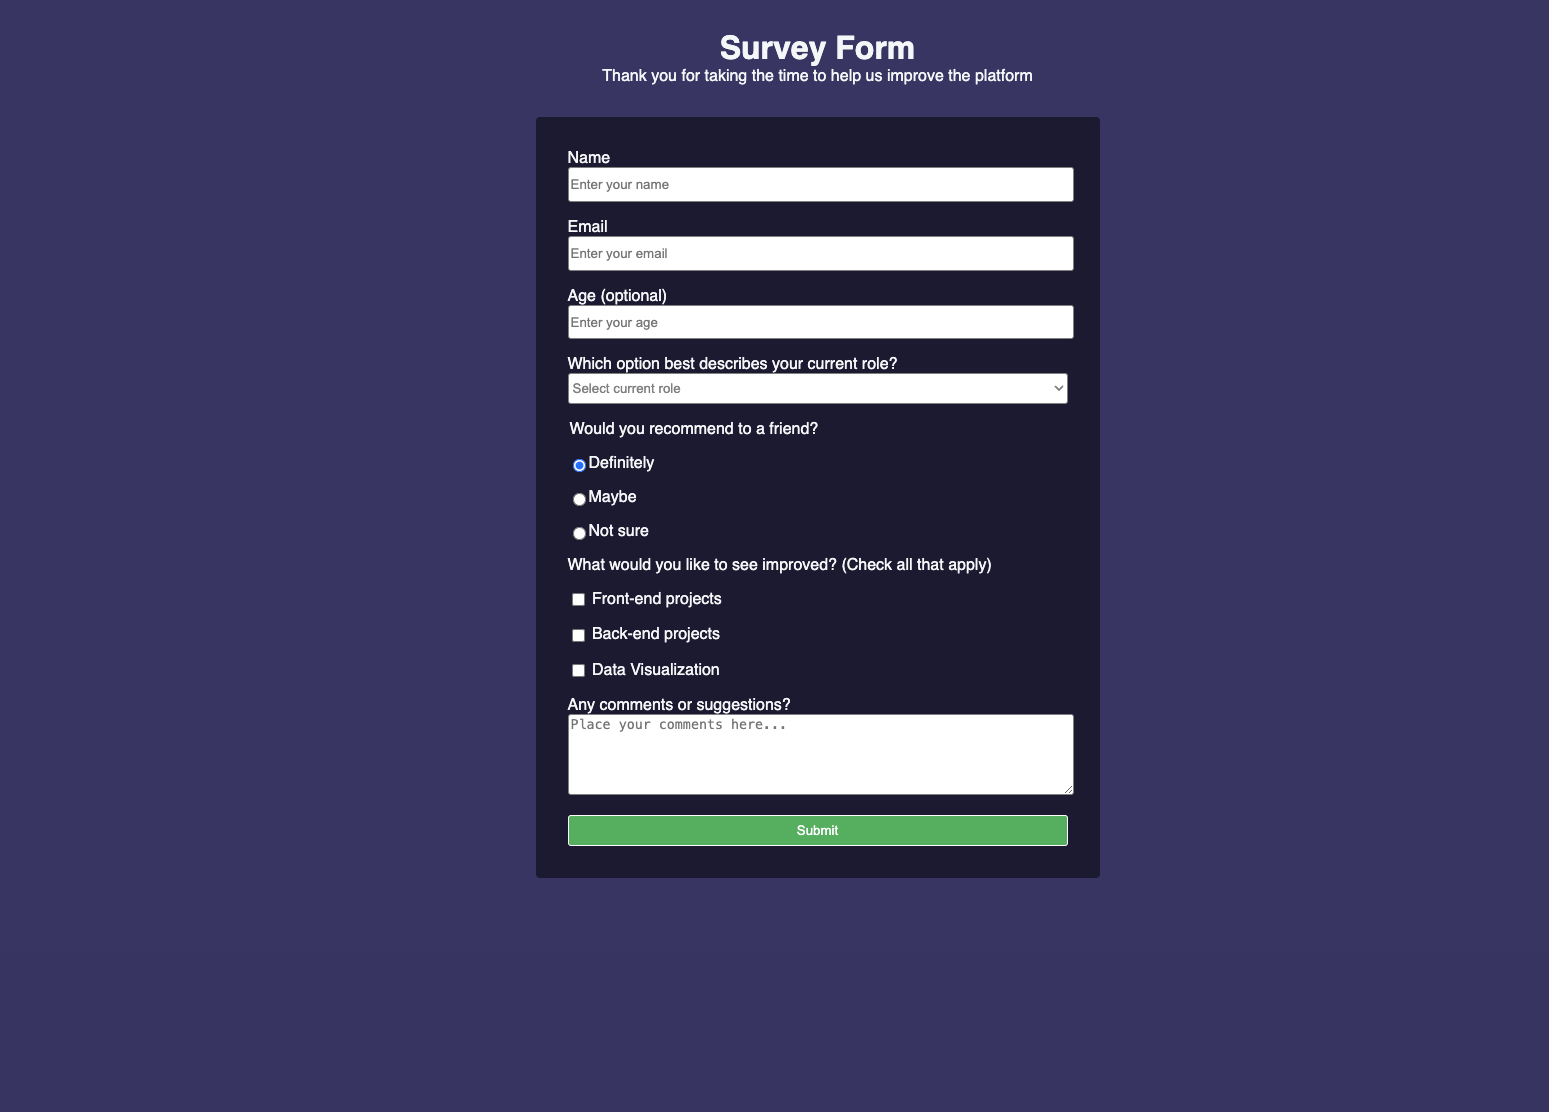 Survey Form
Thank you for taking the time to help us improve the platform
Name
Enter your name
Email
Enter your email
Age (optional)
Enter your age
Which option best describes your current role?
Select current role
Would you recommend to a friend?
Definitely
Maybe
Not sure
What would you like to see improved? (Check all that apply)
Front-end projects
Back-end projects
Data Visualization
Any comments or suggestions?
Place your comments here...
Submit